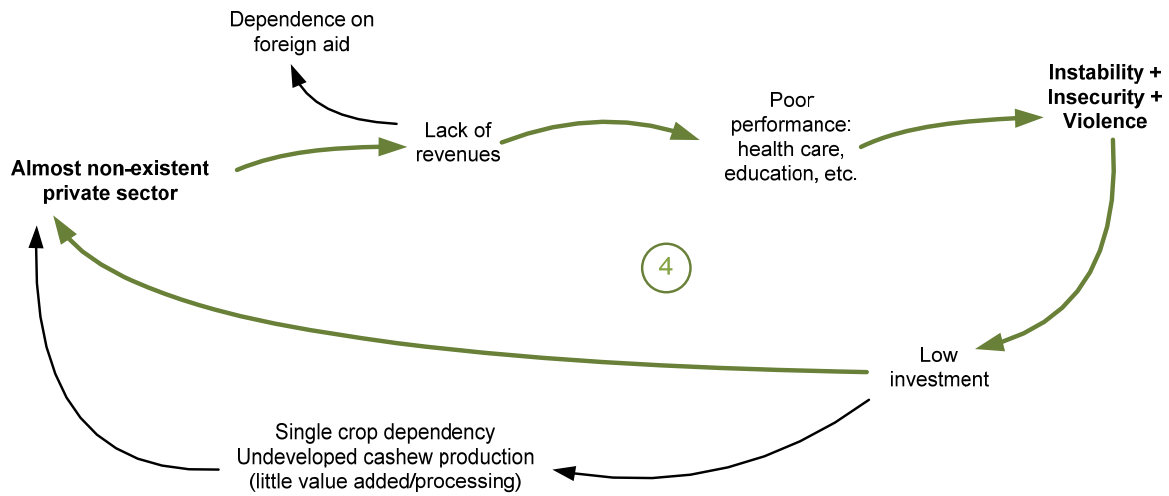 Dependence on
foreign aid
Instability +
Insecurity +
Violence
Poor
performance:
health care,
education, etc.
Lack of
revenues
Almost non-existent
private sector
4
Low
investment
Single crop dependency
Undeveloped cashew production
(little value added/processing)